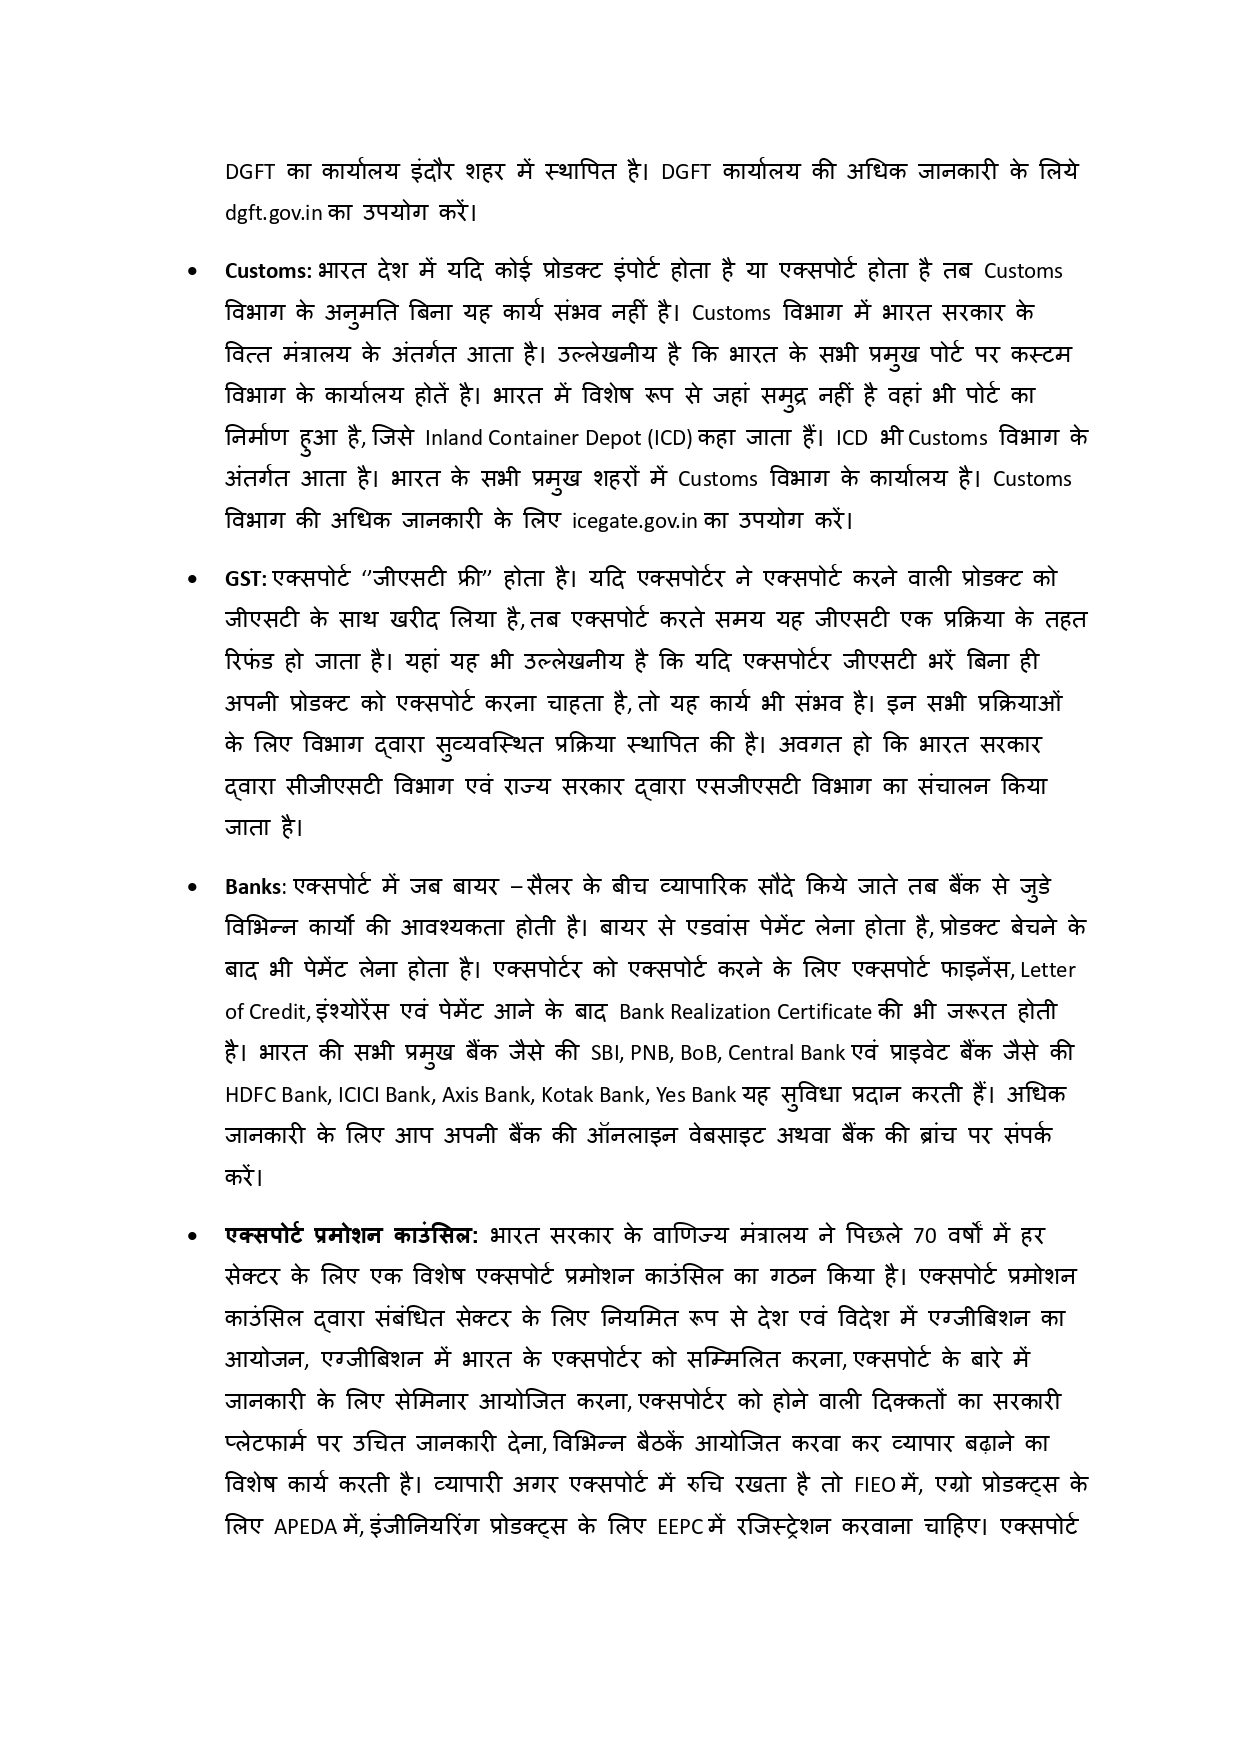 DGFT का कार्यालय इंदौर शहर में स्थापित है। DGFT कार्यालय की अधिक जानकारी के लिये
dgft.gov.in का उपयोग करें।
• Customs: भारत देश में यदि कोई प्रोडक्ट इंपोर्ट होता है या एक्सपोर्ट होता है तब Customs
विभाग के अनुमति बिना यह कार्य संभव नहीं है। Customs विभाग में भारत सरकार के
वित्त मंत्रालय के अंतर्गत आता है। उल्लेखनीय है कि भारत के सभी प्रमुख पोर्ट पर कस्टम
विभाग के कार्यालय होतें है। भारत में विशेष रूप से जहां समुद्र नहीं है वहां भी पोर्ट का
निर्माण हुआ है, जिसे Inland Container Depot (ICD) कहा जाता हैं। ICD भी Customs विभाग के
अंतर्गत आता है। भारत के सभी प्रमुख शहरों में Customs विभाग के कार्यालय है। Customs
विभाग की अधिक जानकारी के लिए icegate.gov.in का उपयोग करें।
• GST: एक्सपोर्ट ‘’जीएसटी फ्री’’ होता है। यदि एक्सपोर्टर ने एक्सपोर्ट करने वाली प्रोडक्ट को
जीएसटी के साथ खरीद लिया है, तब एक्सपोर्ट करते समय यह जीएसटी एक प्रक्रिया के तहत
रिफंड हो जाता है। यहां यह भी उल्लेखनीय है कि यदि एक्सपोर्टर जीएसटी भरें बिना ही
अपनी प्रोडक्ट को एक्सपोर्ट करना चाहता है, तो यह कार्य भी संभव है। इन सभी प्रक्रियाओं
के लिए विभाग द्वारा सुव्यवस्थित प्रक्रिया स्थापित की है। अवगत हो कि भारत सरकार
द्वारा सीजीएसटी विभाग एवं राज्य सरकार द्वारा एसजीएसटी विभाग का संचालन किया
जाता है।
• Banks: एक्सपोर्ट में जब बायर – सैलर के बीच व्यापारिक सौदे किये जाते तब बैंक से जुडे
विभिन्न कार्यो की आवश्यकता होती है। बायर से एडवांस पेमेंट लेना होता है, प्रोडक्ट बेचने के
बाद भी पेमेंट लेना होता है। एक्सपोर्टर को एक्सपोर्ट करने के लिए एक्सपोर्ट फाइनेंस, Letter
of Credit, इंश्योरेंस एवं पेमेंट आने के बाद Bank Realization Certificate की भी जरूरत होती
है। भारत की सभी प्रमुख बैंक जैसे की SBI, PNB, BoB, Central Bank एवं प्राइवेट बैंक जैसे की
HDFC Bank, ICICI Bank, Axis Bank, Kotak Bank, Yes Bank यह सुविधा प्रदान करती हैं। अधिक
जानकारी के लिए आप अपनी बैंक की ऑनलाइन वेबसाइट अथवा बैंक की ब्रांच पर संपर्क
करें।
• एक्सपोर्ट प्रमोशन काउंसिल: भारत सरकार के वाणिज्य मंत्रालय ने पिछले 70 वर्षों में हर
सेक्टर के लिए एक विशेष एक्सपोर्ट प्रमोशन काउंसिल का गठन किया है। एक्सपोर्ट प्रमोशन
काउंसिल द्वारा संबंधित सेक्टर के लिए नियमित रूप से देश एवं विदेश में एग्जीबिशन का
आयोजन, एग्जीबिशन में भारत के एक्सपोर्टर को सम्मिलित करना, एक्सपोर्ट के बारे में
जानकारी के लिए सेमिनार आयोजित करना, एक्सपोर्टर को होने वाली दिक्कतों का सरकारी
प्लेटफार्म पर उचित जानकारी देना, विभिन्न बैठकें आयोजित करवा कर व्यापार बढ़ाने का
विशेष कार्य करती है। व्यापारी अगर एक्सपोर्ट में रुचि रखता है तो FIEO में, एग्रो प्रोडक्ट्स के
लिए APEDA में, इंजीनियरिंग प्रोडक्ट्स के लिए EEPC में रजिस्ट्रेशन करवाना चाहिए। एक्सपोर्ट